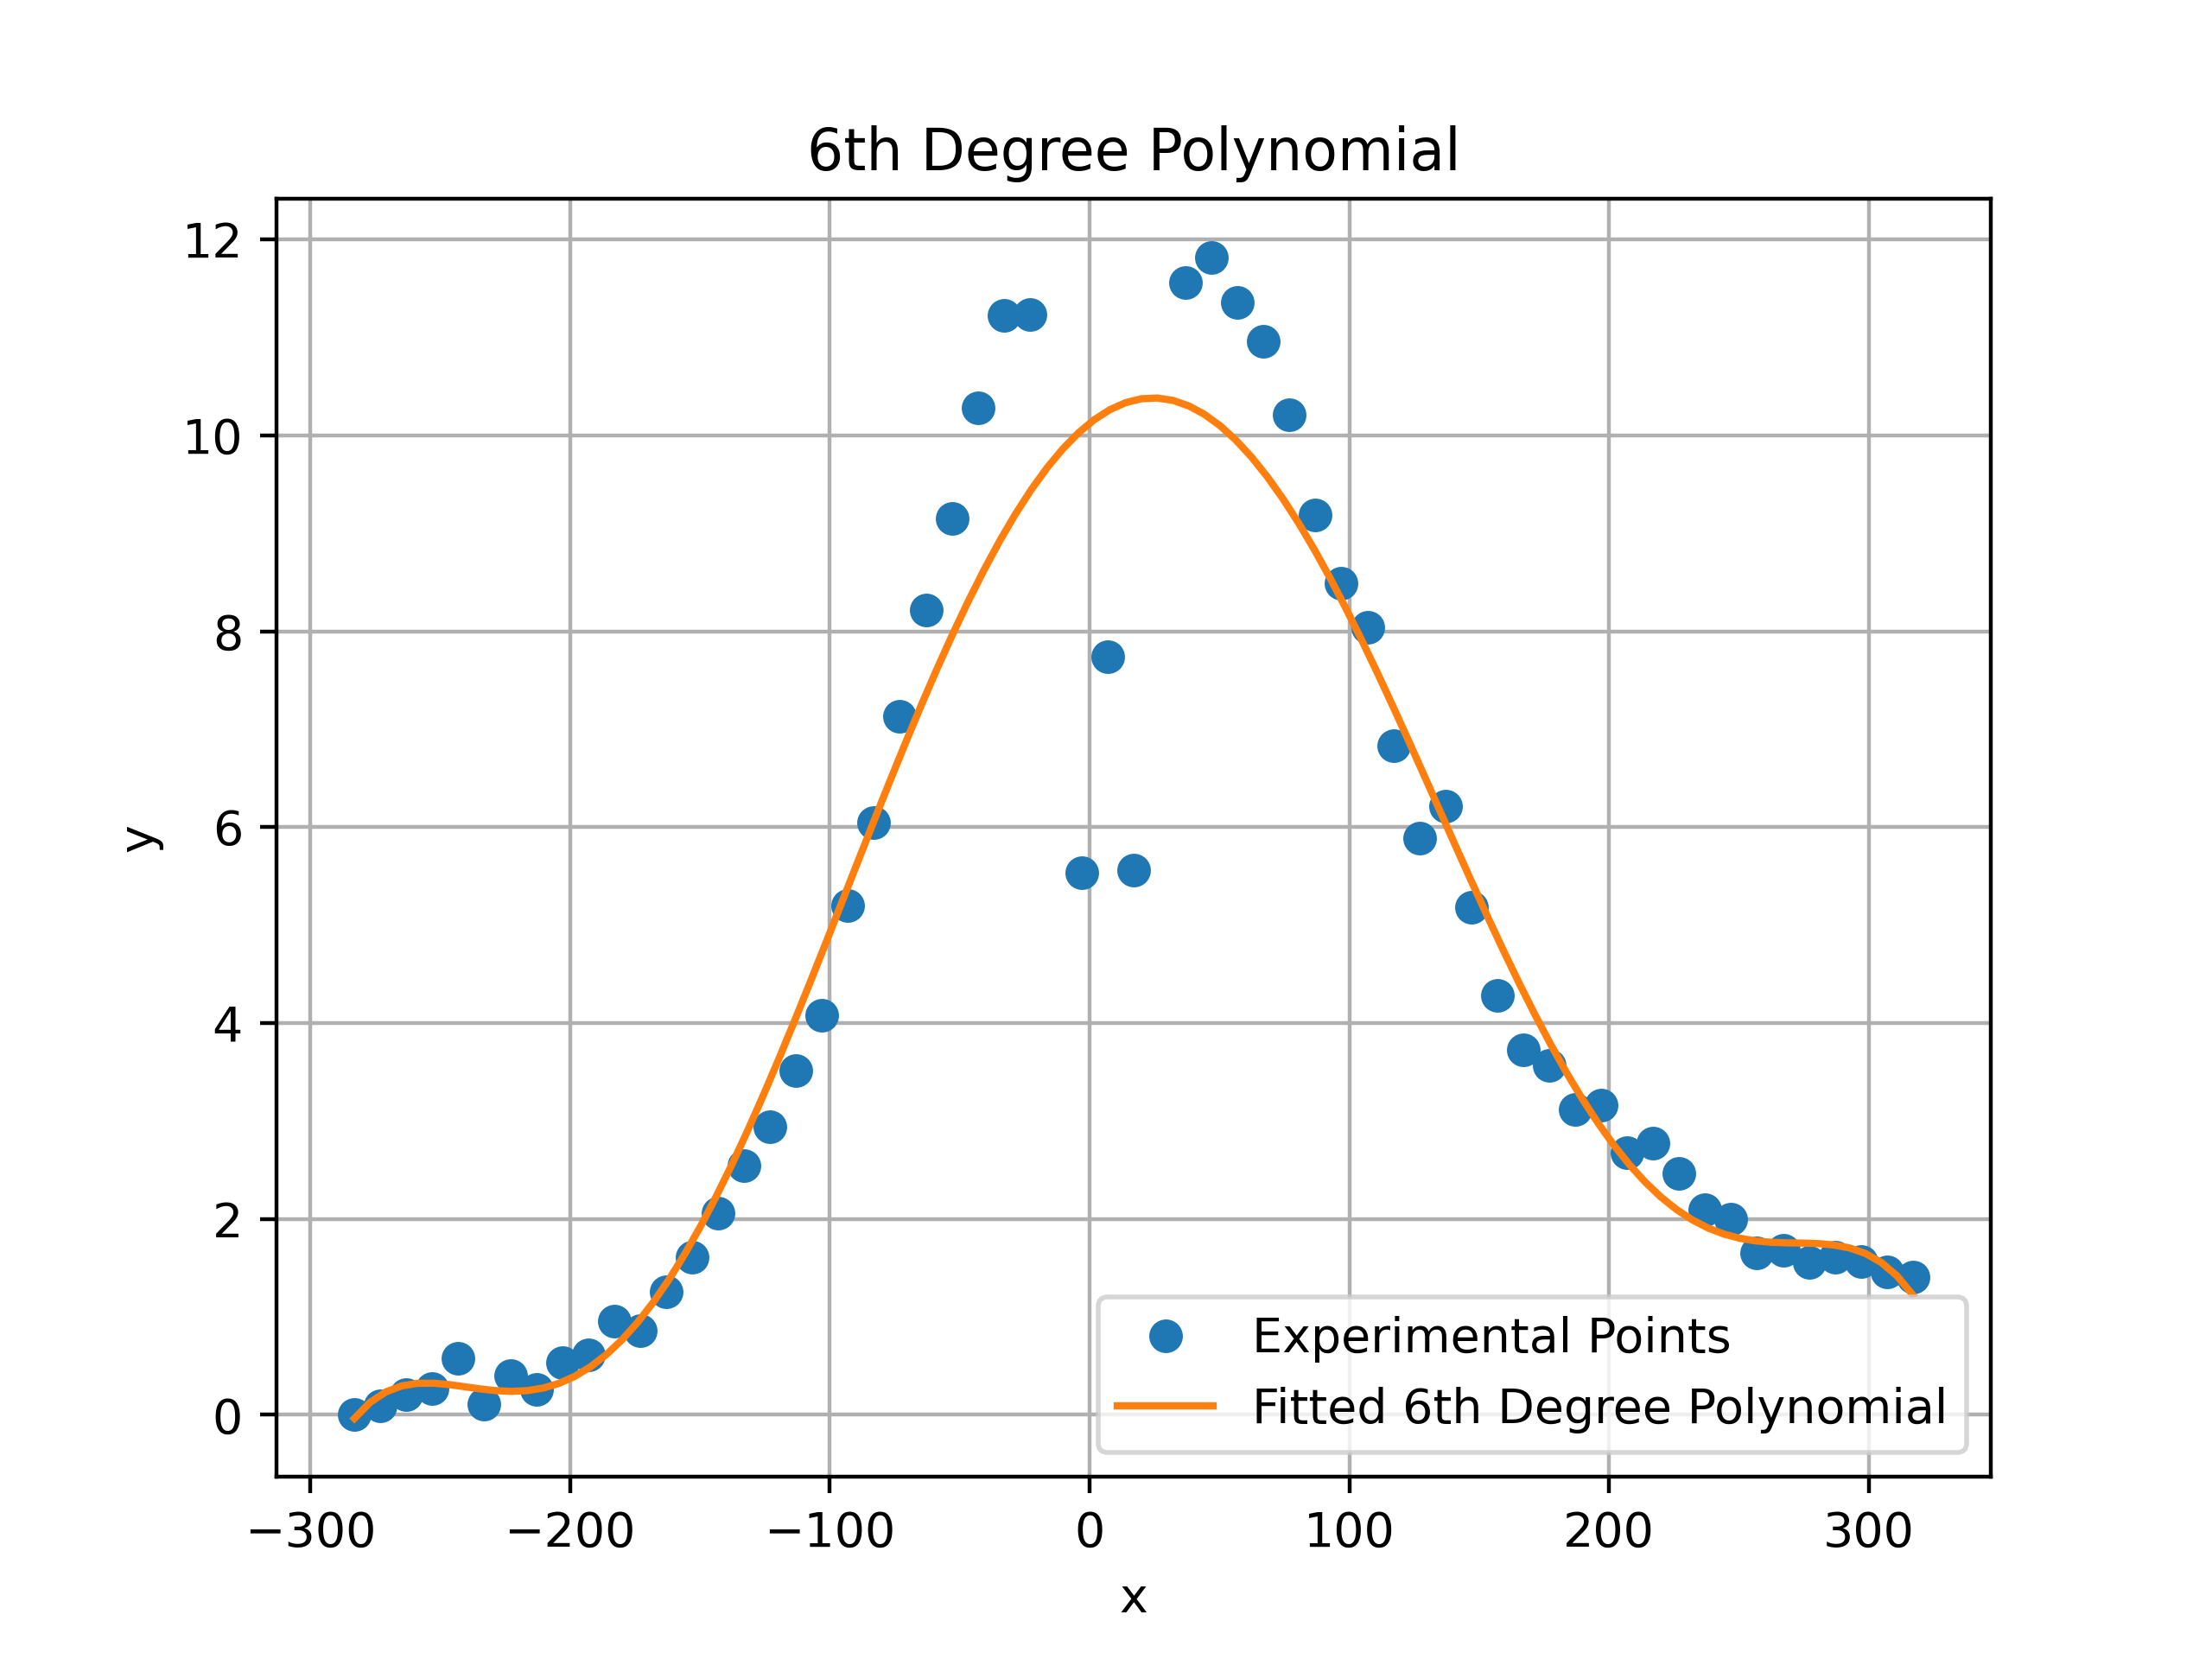 6th Degree Polynomial
12
10
8
6
4
2
0
y
−300 −200 −100 0 100 200 300
x
Experimental Points
Fitted 6th Degree Polynomial